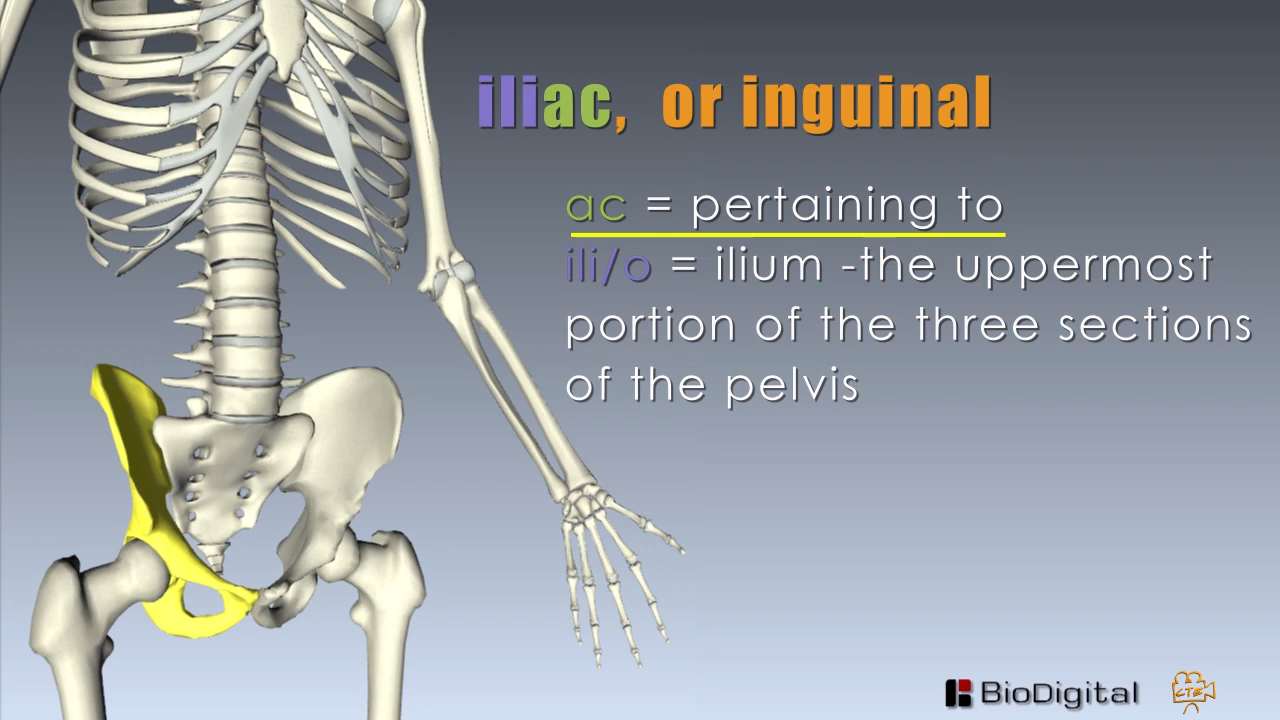 iliac, or inguinal
ac = pertaining to
ili/o = ilium -the uppermost
portion of the three sections
of the pelvis
BioDigital
CTE